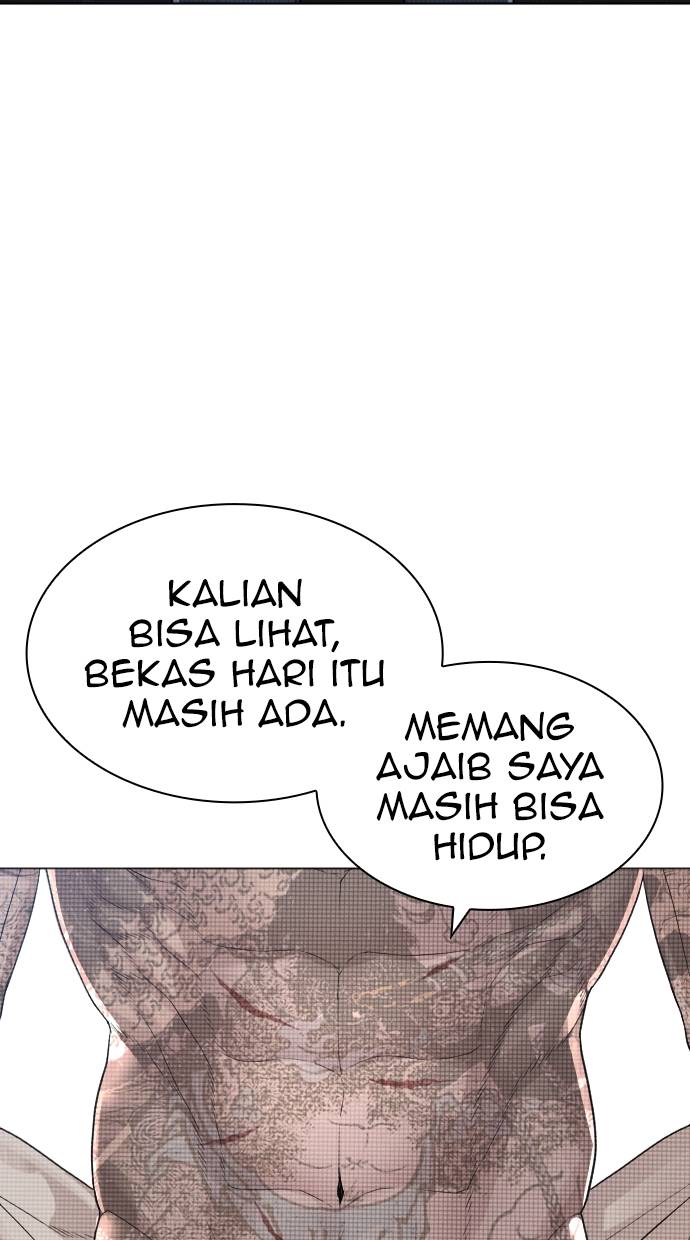 KALIAN
BISA LIHAT,
BEKAS HARI ITU
MASIH ADA.
MEMANG
AJAIB SAYA
MASIH BISA
HIDUP.